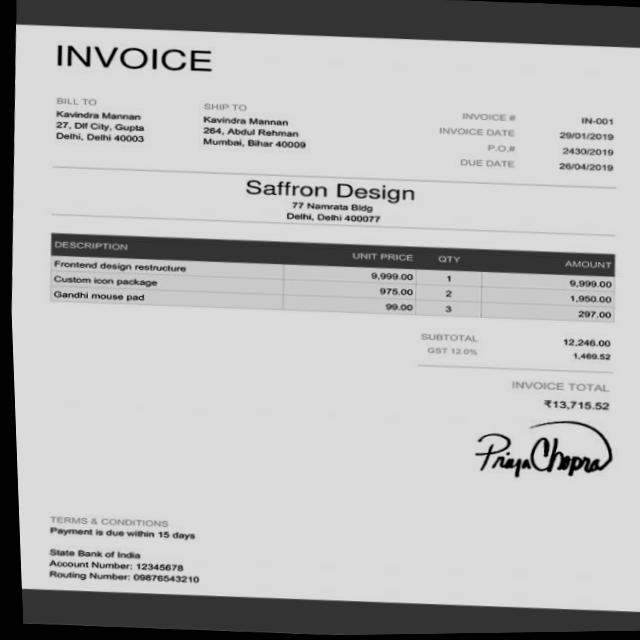 INVOICE
BILL TO
Kavindra Mannan
27, Dlf City, Gupta
Delhi, Delhi 40003
SHIP TO
Kavindra Mannan
264, Abdul Rehman
Mumbai, Bihar 40009
INVOICE # IN-001
INVOICE DATE 29/01/2019
P.O.# 2430/2019
DUE DATE 26/04/2019
Saffron Design
77 Namrata Bldg
Delhi, Delhi 400077
DESCRIPTION UNIT PRICE QTY AMOUNT
Frontend design restructure 9,999.00 1 9,999.00
Custom icon package 975.00 2 1,950.00
Gandhi mouse pad 99.00 3 297.00
SUBTOTAL 12,246.00
GST 12.0% 1,469.52
INVOICE TOTAL
₹13,715.52
Priya Chopra
TERMS & CONDITIONS
Payment is due within 15 days
State Bank of India
Account Number: 12345678
Routing Number: 09876543210